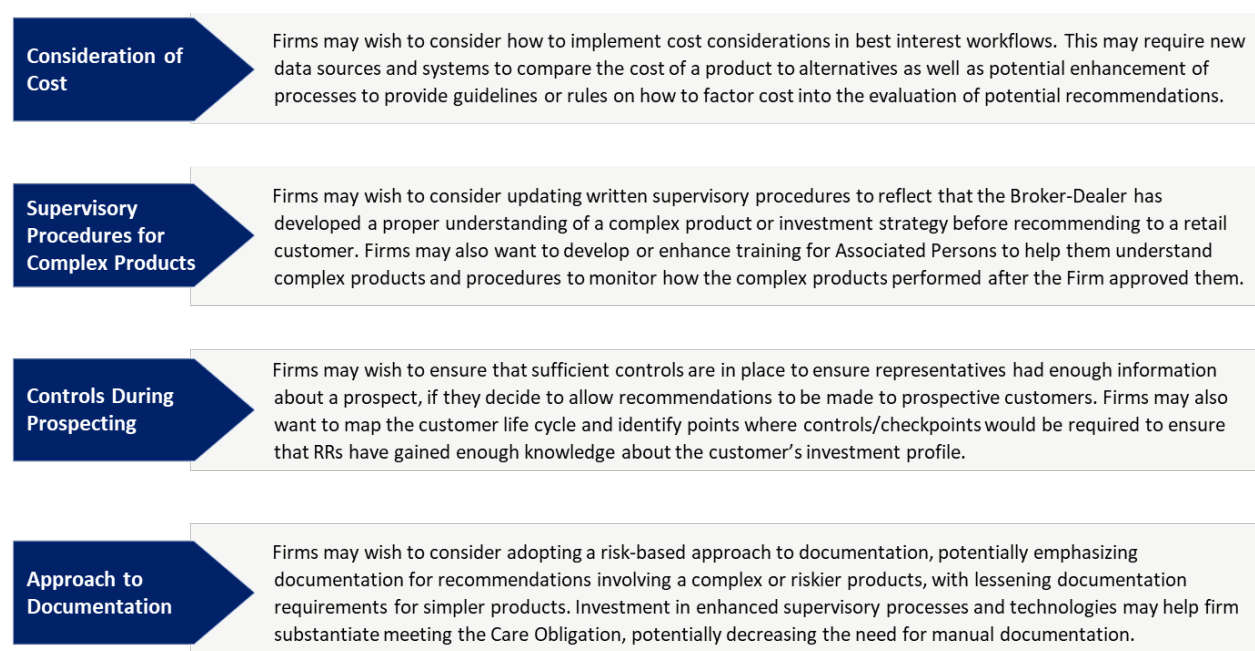 Consideration of
Cost
Firms may wish to consider how to implement cost considerations in best interest workflows. This may require new
data sources and systems to compare the cost of a product to alternatives as well as potential enhancement of
processes to provide guidelines or rules on how to factor cost into the evaluation of potential recommendations.
Supervisory
Procedures for
Complex Products
Firms may wish to consider updating written supervisory procedures to reflect that the Broker-Dealer has
developed a proper understanding of a complex product or investment strategy before recommending to a retail
customer. Firms may also want to develop or enhance training for Associated Persons to help them understand
complex products and procedures to monitor how the complex products performed after the Firm approved them.
Controls During
Prospecting
Firms may wish to ensure that sufficient controls are in place to ensure representatives had enough information
about a prospect, if they decide to allow recommendations to be made to prospective customers. Firms may also
want to map the customer life cycle and identify points where controls/checkpoints would be required to ensure
that RRs have gained enough knowledge about the customer's investment profile.
Approach to
Documentation
Firms may wish to consider adopting a risk-based approach to documentation, potentially emphasizing
documentation for recommendations involving a complex or riskier products, with lessening documentation
requirements for simpler products. Investment in enhanced supervisory processes and technologies may help firm
substantiate meeting the Care Obligation, potentially decreasing the need for manual documentation.